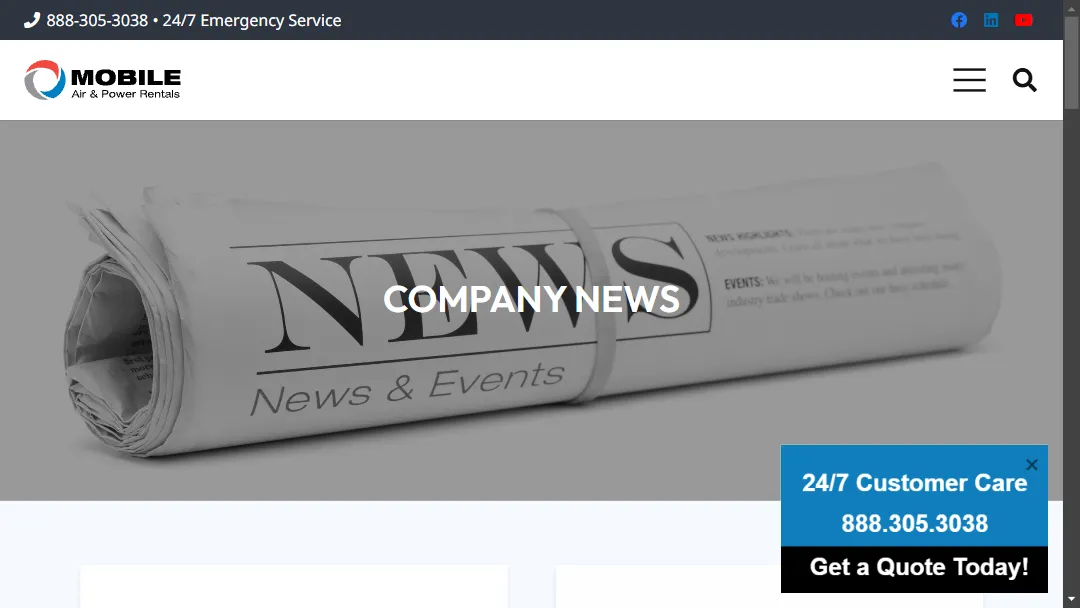 888-305-3038 • 24/7 Emergency Service
MOBILE
Air & Power Rentals
NEWS
News & Events
NEWS HIGHLIGHTS:
EVENTS: We will be hosting events and attending many
industry trade shows. Check out our busy schedule.
COMPANY NEWS
24/7 Customer Care
888.305.3038
Get a Quote Today!